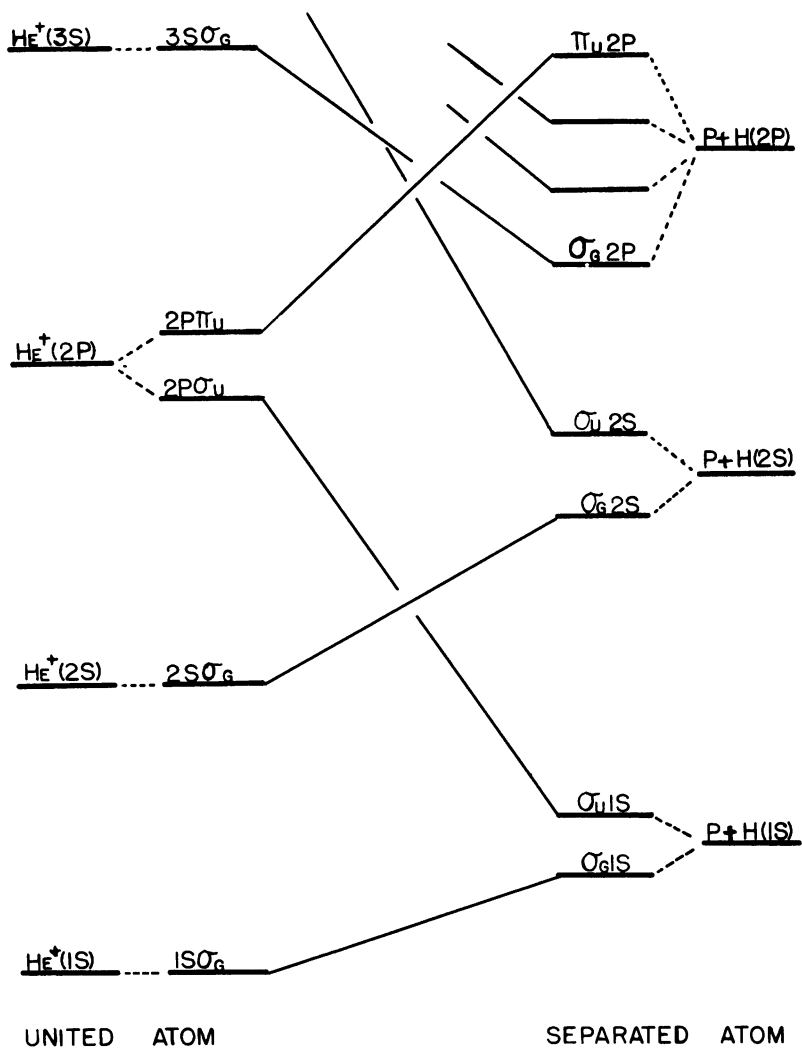 HE⁺(3S)
3SσG
πU2P
P+H(2P)
σG2P
2PπU
HE⁺(2P)
2PσU
σU2S
P+H(2S)
σG2S
HE⁺(2S)
2SσG
σU1S
P+H(1S)
σG1S
HE⁺(1S)
1SσG
UNITED ATOM
SEPARATED ATOM